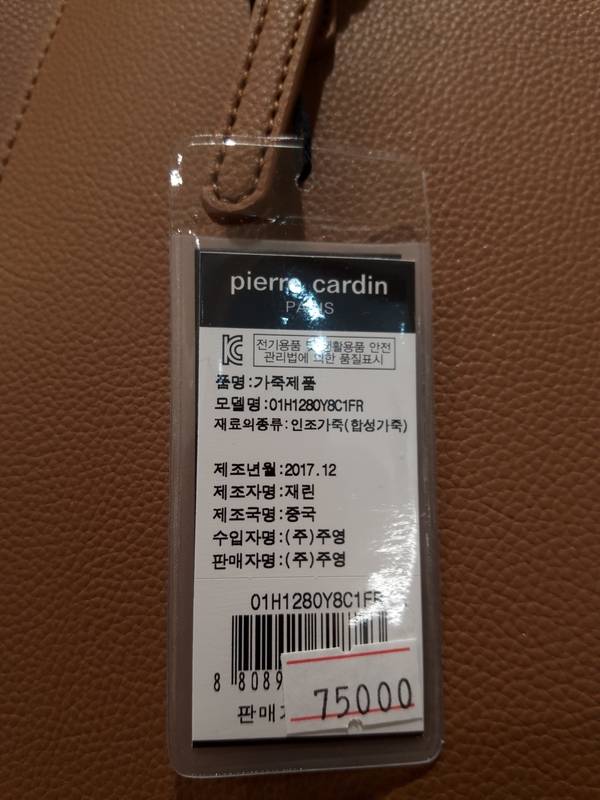 pierre cardin
PARIS
전기용품 및 생활용품 안전
관리법에 의한 품질표시
품명:가죽제품
모델명:01H1280Y8C1FR
재료의종류:인조가죽(합성가죽)
제조년월:2017.12
제조자명:재린
제조국명:중국
수입자명:(주)주영
판매자명:(주)주영
01H1280Y8C1FR
8 8089
75000